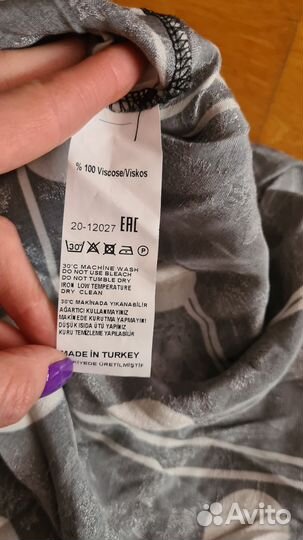 % 100 Viscose/Viskos
20-12027 EAC
30°
P
30°C MACHINE WASH
DO NOT USE BLEACH
DO NOT TUMBLE DRY
IRON LOW TEMPERATURE
DRY CLEAN
30°C MAKİNADA YIKANABİLİR
AĞARTICI KULLANMAYINIZ
MAKİNEDE KURUTMA YAPMAYINIZ
DÜŞÜK ISIDA ÜTÜ YAPINIZ
KURU TEMİZLEME YAPILABİLİR
MADE IN TURKEY
Avito